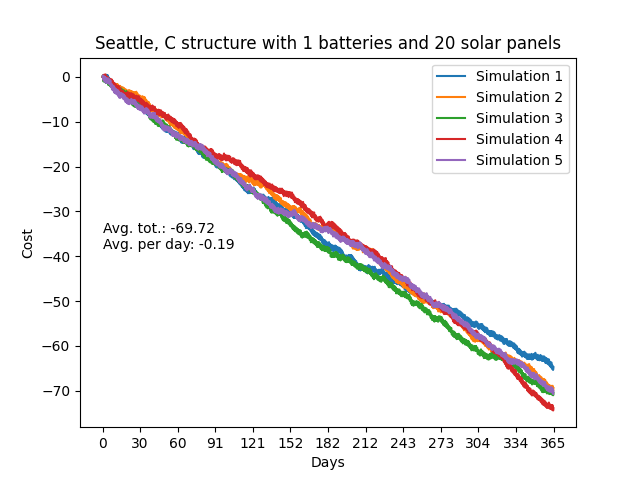 Seattle, C structure with 1 batteries and 20 solar panels
Simulation 1
Simulation 2
Simulation 3
Simulation 4
Simulation 5
0
−10
−20
−30
−40
−50
−60
−70
Cost
Avg. tot.: -69.72
Avg. per day: -0.19
0 30 60 91 121 152 182 212 243 273 304 334 365
Days